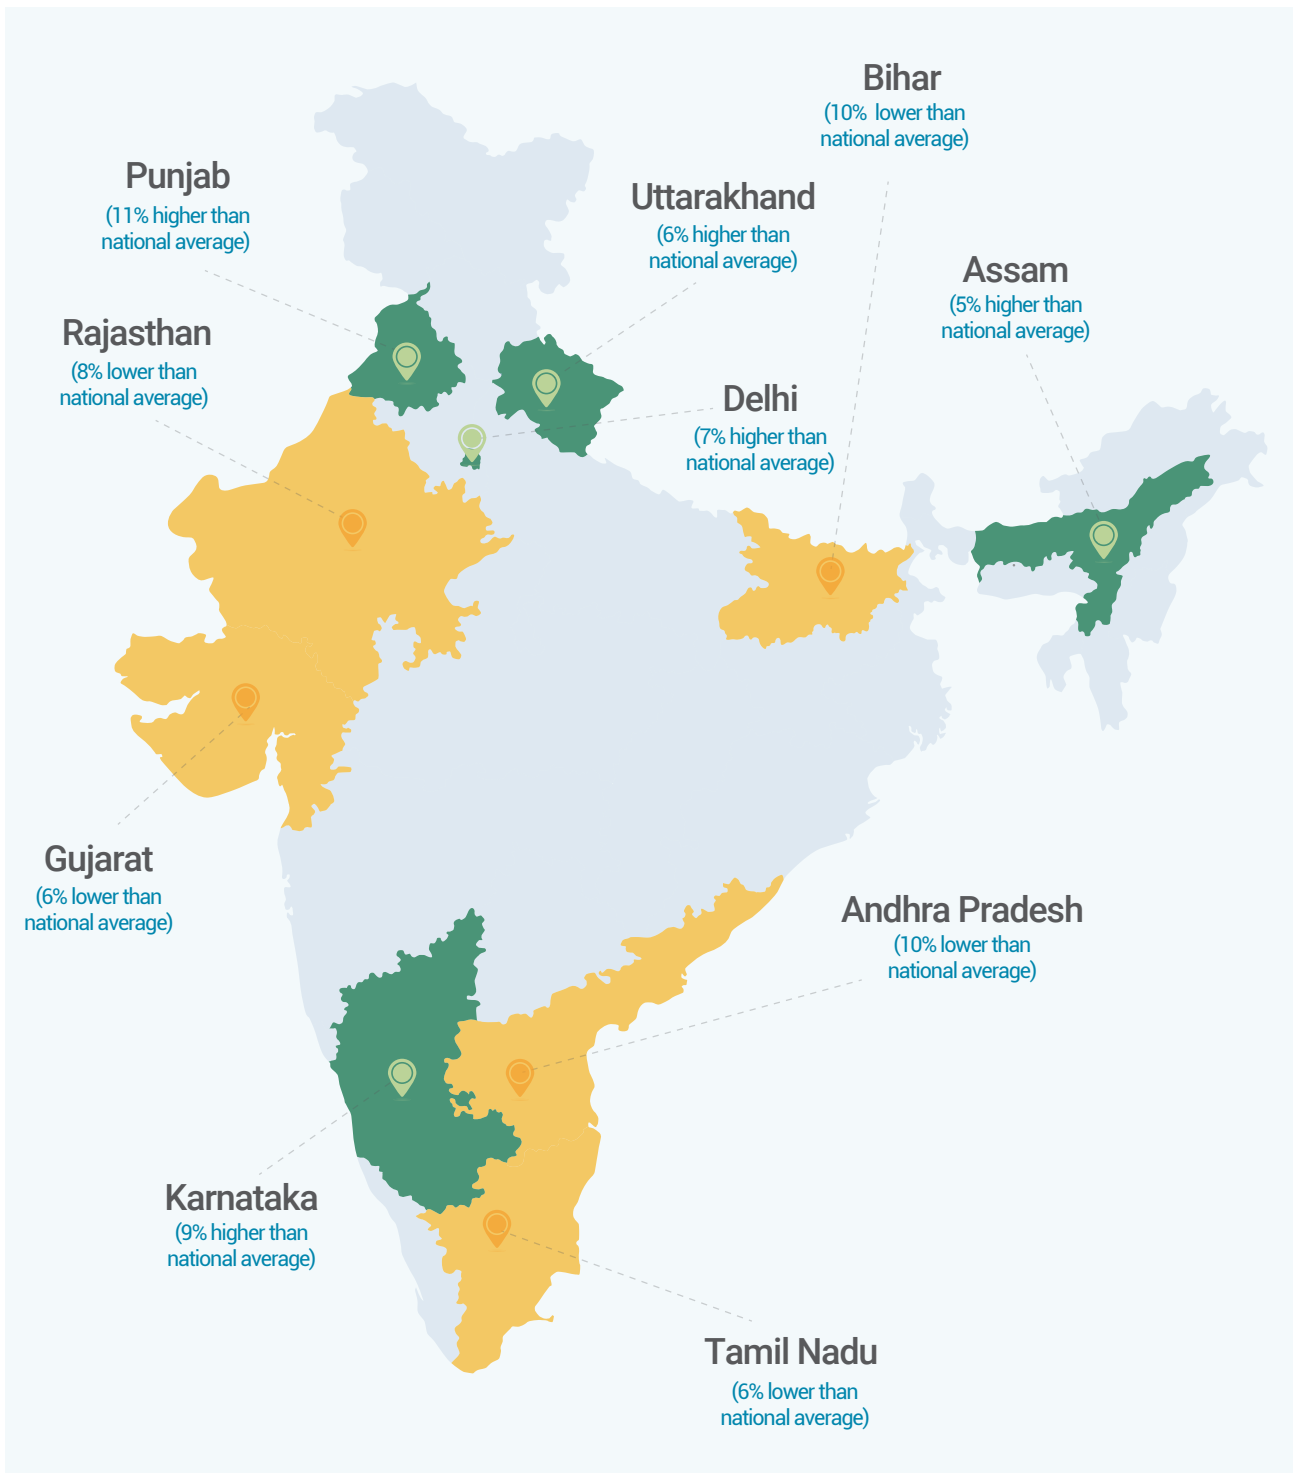 Bihar
(10% lower than
national average)
Punjab
(11% higher than
national average)
Uttarakhand
(6% higher than
national average)
Assam
(5% higher than
national average)
Rajasthan
(8% lower than
national average)
Delhi
(7% higher than
national average)
Gujarat
(6% lower than
national average)
Andhra Pradesh
(10% lower than
national average)
Karnataka
(9% higher than
national average)
Tamil Nadu
(6% lower than
national average)